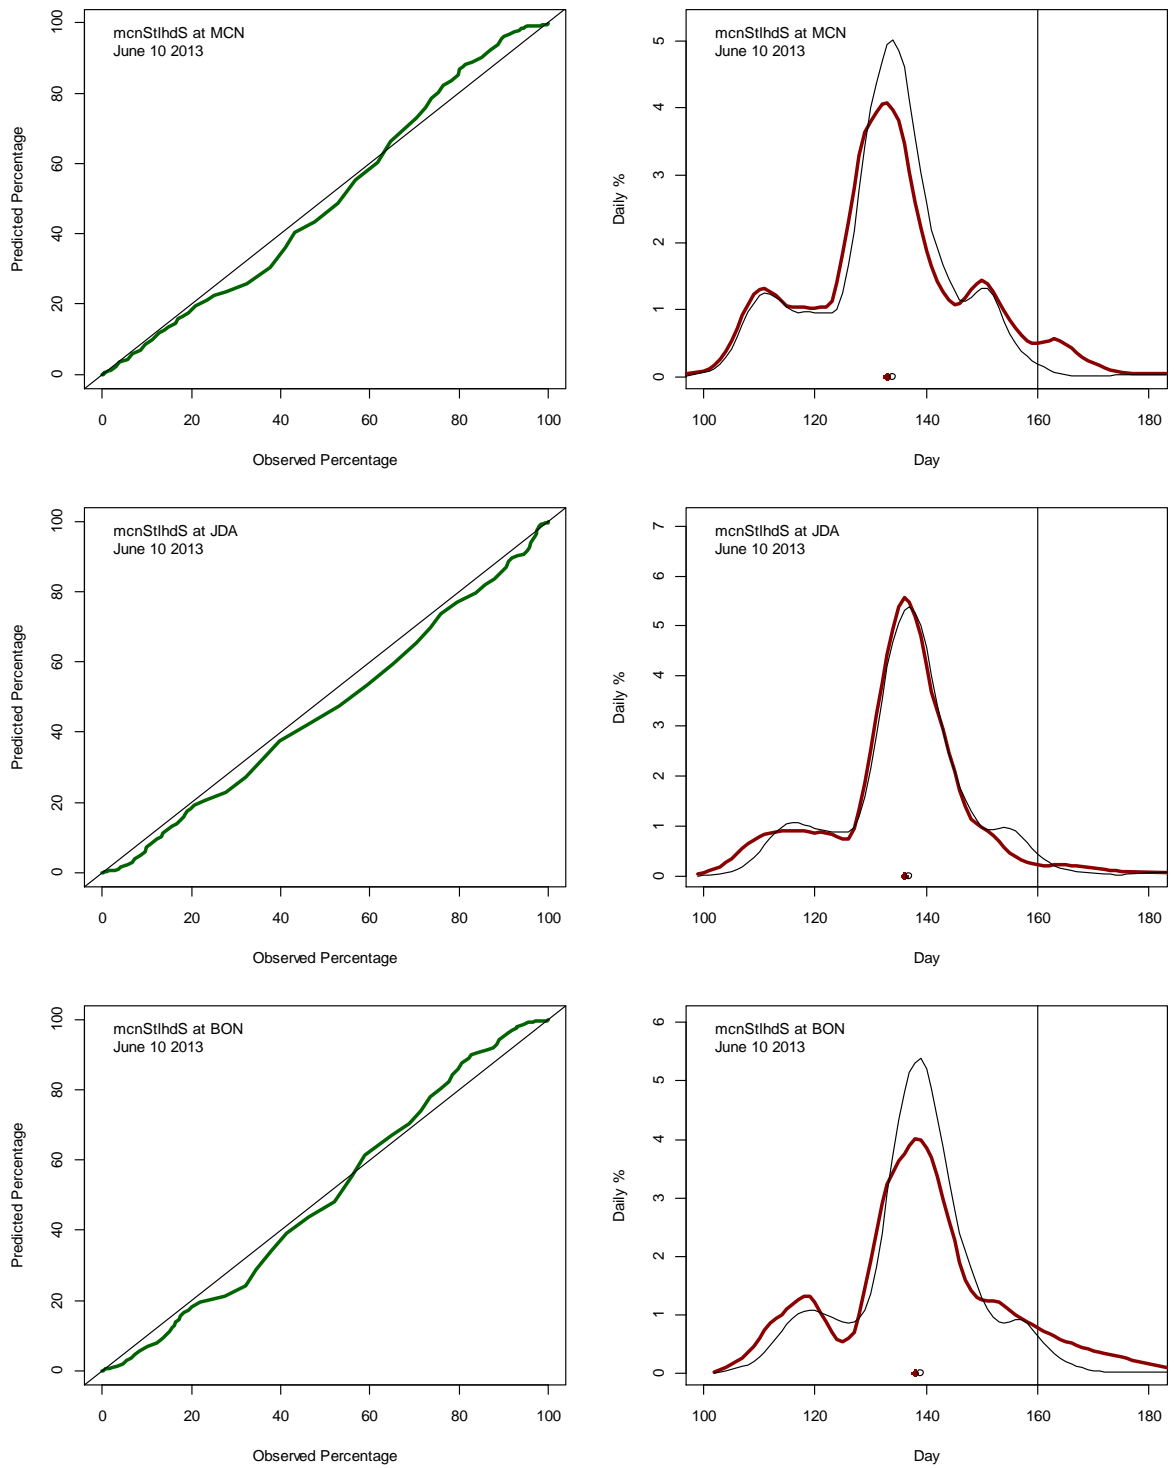 mcnStlhdS at MCN
June 10 2013
Predicted Percentage
0 20 40 60 80 100
0 20 40 60 80 100
Observed Percentage
mcnStlhdS at MCN
June 10 2013
Daily %
0 1 2 3 4 5
100 120 140 160 180
Day
mcnStlhdS at JDA
June 10 2013
Predicted Percentage
0 20 40 60 80 100
0 20 40 60 80 100
Observed Percentage
mcnStlhdS at JDA
June 10 2013
Daily %
0 1 2 3 4 5 6 7
100 120 140 160 180
Day
mcnStlhdS at BON
June 10 2013
Predicted Percentage
0 20 40 60 80 100
0 20 40 60 80 100
Observed Percentage
mcnStlhdS at BON
June 10 2013
Daily %
0 1 2 3 4 5 6
100 120 140 160 180
Day